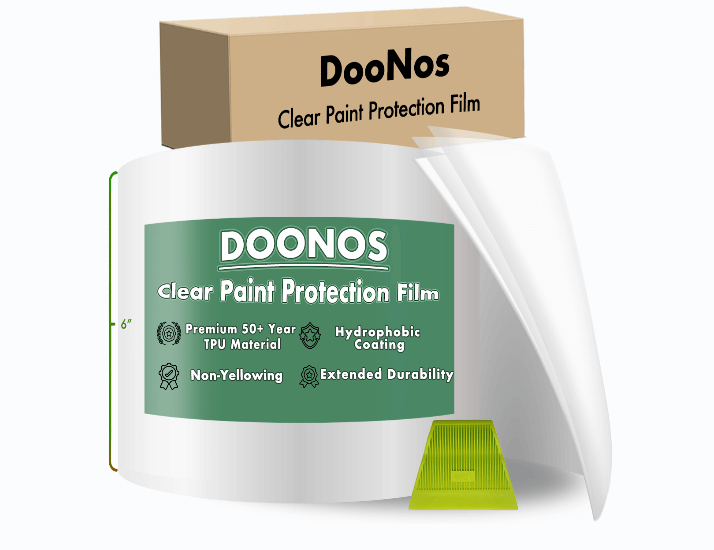 DooNos
Clear Paint Protection Film
DOONOS
Clear Paint Protection Film
Premium 50+ Year
TPU Material
Hydrophobic
Coating
Non-Yellowing
Extended Durability
6”